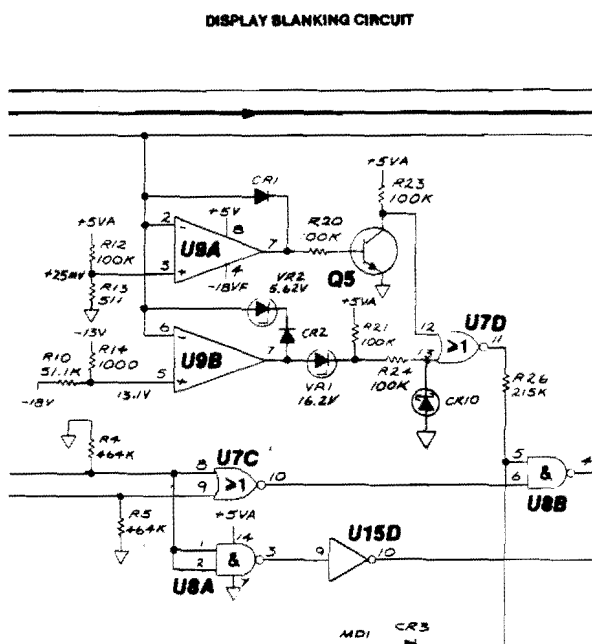 DISPLAY BLANKING CIRCUIT
+5VA
R23
100K
CR1
+5VA
+5V
R20
00K
2
8
7
U9A
R12
100K
+25mV
3
4
-18VF
Q5
R13
511
VR2
5.62V
+5VA
-13V
CR2
R21
100K
12
U7D
11
6
7
≥1
U9B
R10
51.1K
R14
1000
5
13
R24
100K
R26
215K
-18V
13.1V
VR1
16.2V
CR10
R4
464K
U7C
8
5
4
≥1
10
&
9
6
U8B
R5
464K
+5VA
14
U15D
1
3
9
10
&
2
U8A
7
MD1
CR3